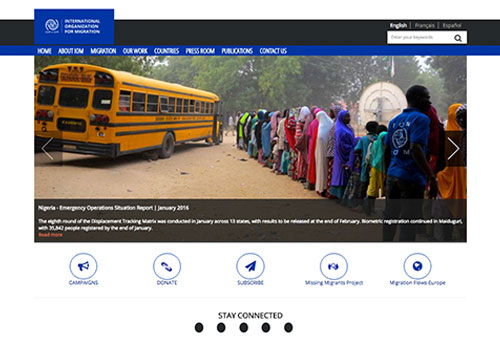 INTERNATIONAL
ORGANIZATION
FOR MIGRATION
English | Français | Español
Enter your keywords
HOME ABOUT IOM MIGRATION OUR WORK COUNTRIES PRESS ROOM PUBLICATIONS CONTACT US
SCHOOL BUS
IOM
Nigeria - Emergency Operations Situation Report | January 2016
The eighth round of the Displacement Tracking Matrix was conducted in January across 13 states, with results to be released at the end of February. Biometric registration continued in Maiduguri,
with 35,842 people registered by the end of January.
Read more
CAMPAIGNS DONATE SUBSCRIBE Missing Migrants Project Migration Flows Europe
STAY CONNECTED